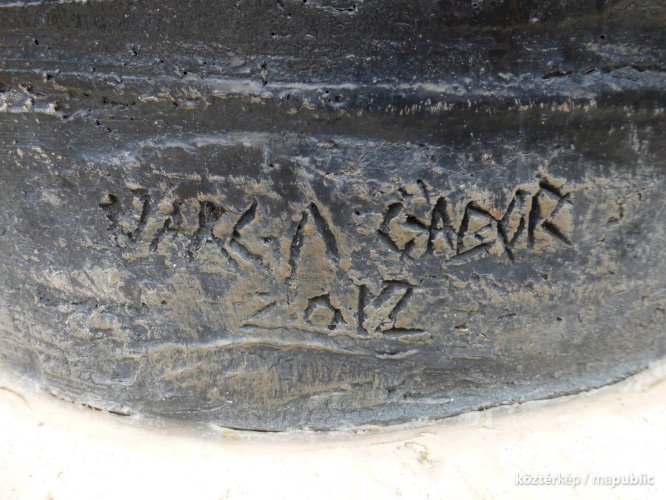 VARGA GÁBOR
2012
köztérkép / mapublic